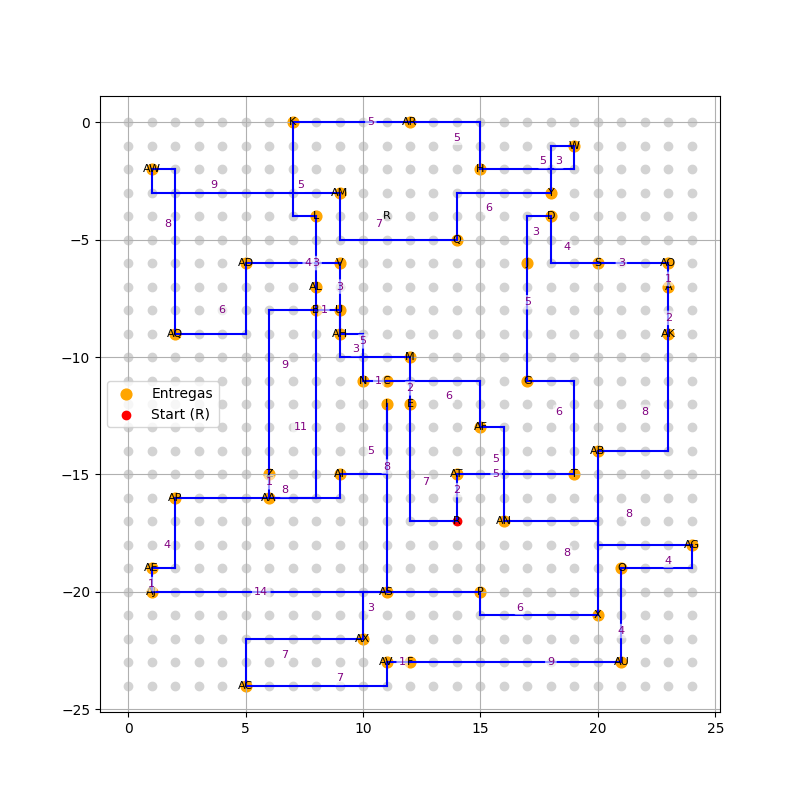 0
−5
−10
−15
−20
−25
0
5
10
15
20
25
Entregas
Start (R)
K
5
AR
5
W
H
5
3
AW
9
5
AM
Y
8
L
R
7
6
D
3
Q
4
AD
4
3
V
S
3
AO
AL
3
1
5
6
B
1
U
2
AQ
AH
5
AK
9
3
M
N
1
C
2
G
6
E
6
8
11
AF
5
AB
8
5
Z
AI
7
AT
5
T
1
8
2
AP
AA
AN
8
4
8
AG
AE
4
O
1
14
AS
P
3
6
X
AX
4
7
AV
1
F
9
AU
7